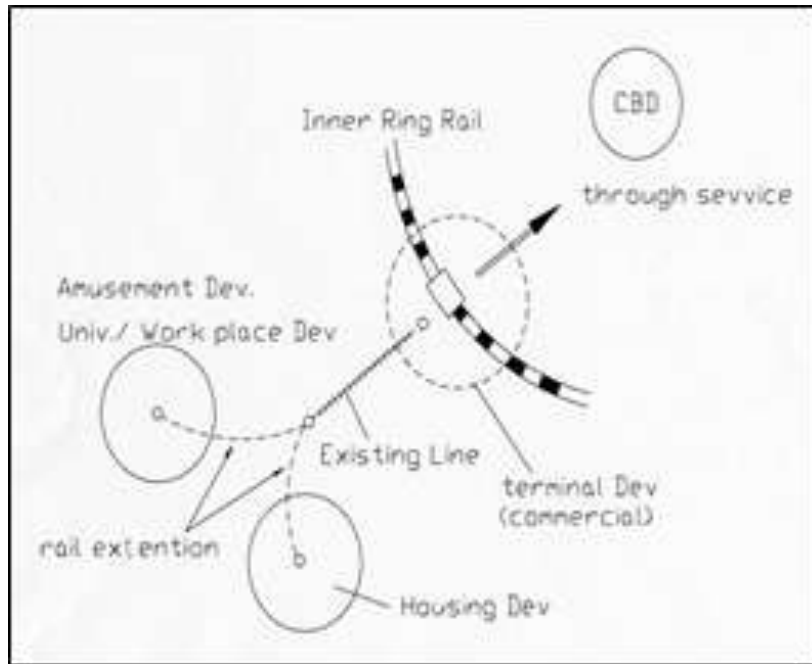 CBD
Inner Ring Rail
through sevvice
Amusement Dev.
Univ./ Work place Dev
Existing Line
terminal Dev
(commercial)
rail extention
Housing Dev